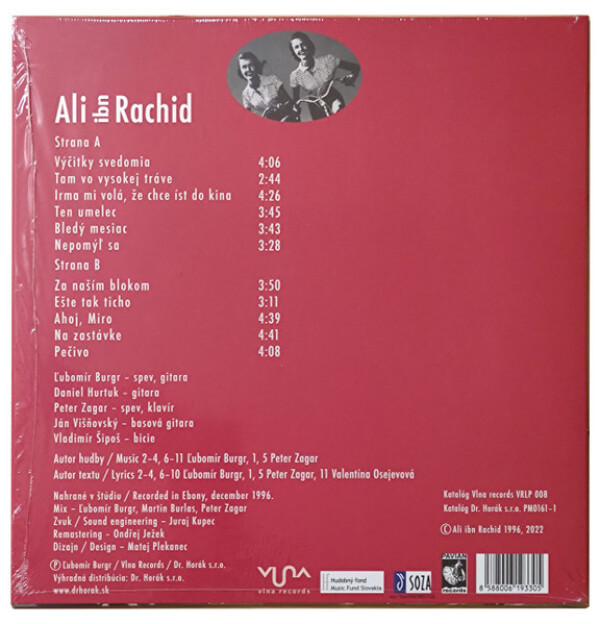 Ali ibn Rachid
Strana A
Výčitky svedomia 4:06
Tam vo vysokej tráve 2:44
Irma mi volá, že chce íst do kina 4:26
Ten umelec 3:45
Bledý mesiac 3:43
Nepomýľ sa 3:28
Strana B
Za naším blokom 3:50
Ešte tak ticho 3:11
Ahoj, Miro 4:39
Na zastávke 4:41
Pečivo 4:08
Ľubomír Burgr – spev, gitara
Daniel Hurtuk – gitara
Peter Zagar – spev, klavír
Ján Višňovský – basová gitara
Vladimír Šipoš – bicie
Autor hudby / Music 2–4, 6–11 Ľubomír Burgr, 1, 5 Peter Zagar
Autor textu / Lyrics 2–4, 6–10 Ľubomír Burgr, 1, 5 Peter Zagar, 11 Valentína Osejevová
Nahrané v štúdiu / Recorded in Ebony, december 1996.
Mix – Ľubomír Burgr, Martin Burlas, Peter Zagar
Zvuk / Sound engineering – Juraj Kupec
Remastering – Ondřej Ježek
Dizajn / Design – Matej Plekanec
Katalóg Vlna records VRLP 008
Katalóg Dr. Horák s.r.o. PM0161-1
©Ali ibn Rachid 1996, 2022
℗ Ľubomír Burgr / Vlna Records / Dr. Horák s.r.o.
Výhradná distribúcia: Dr. Horák s.r.o.
www.drhorak.sk
VLNA
vlna records
Hudobný fond
Music Fund Slovakia
SOZA
PAVIAN
records
8 588006 193305